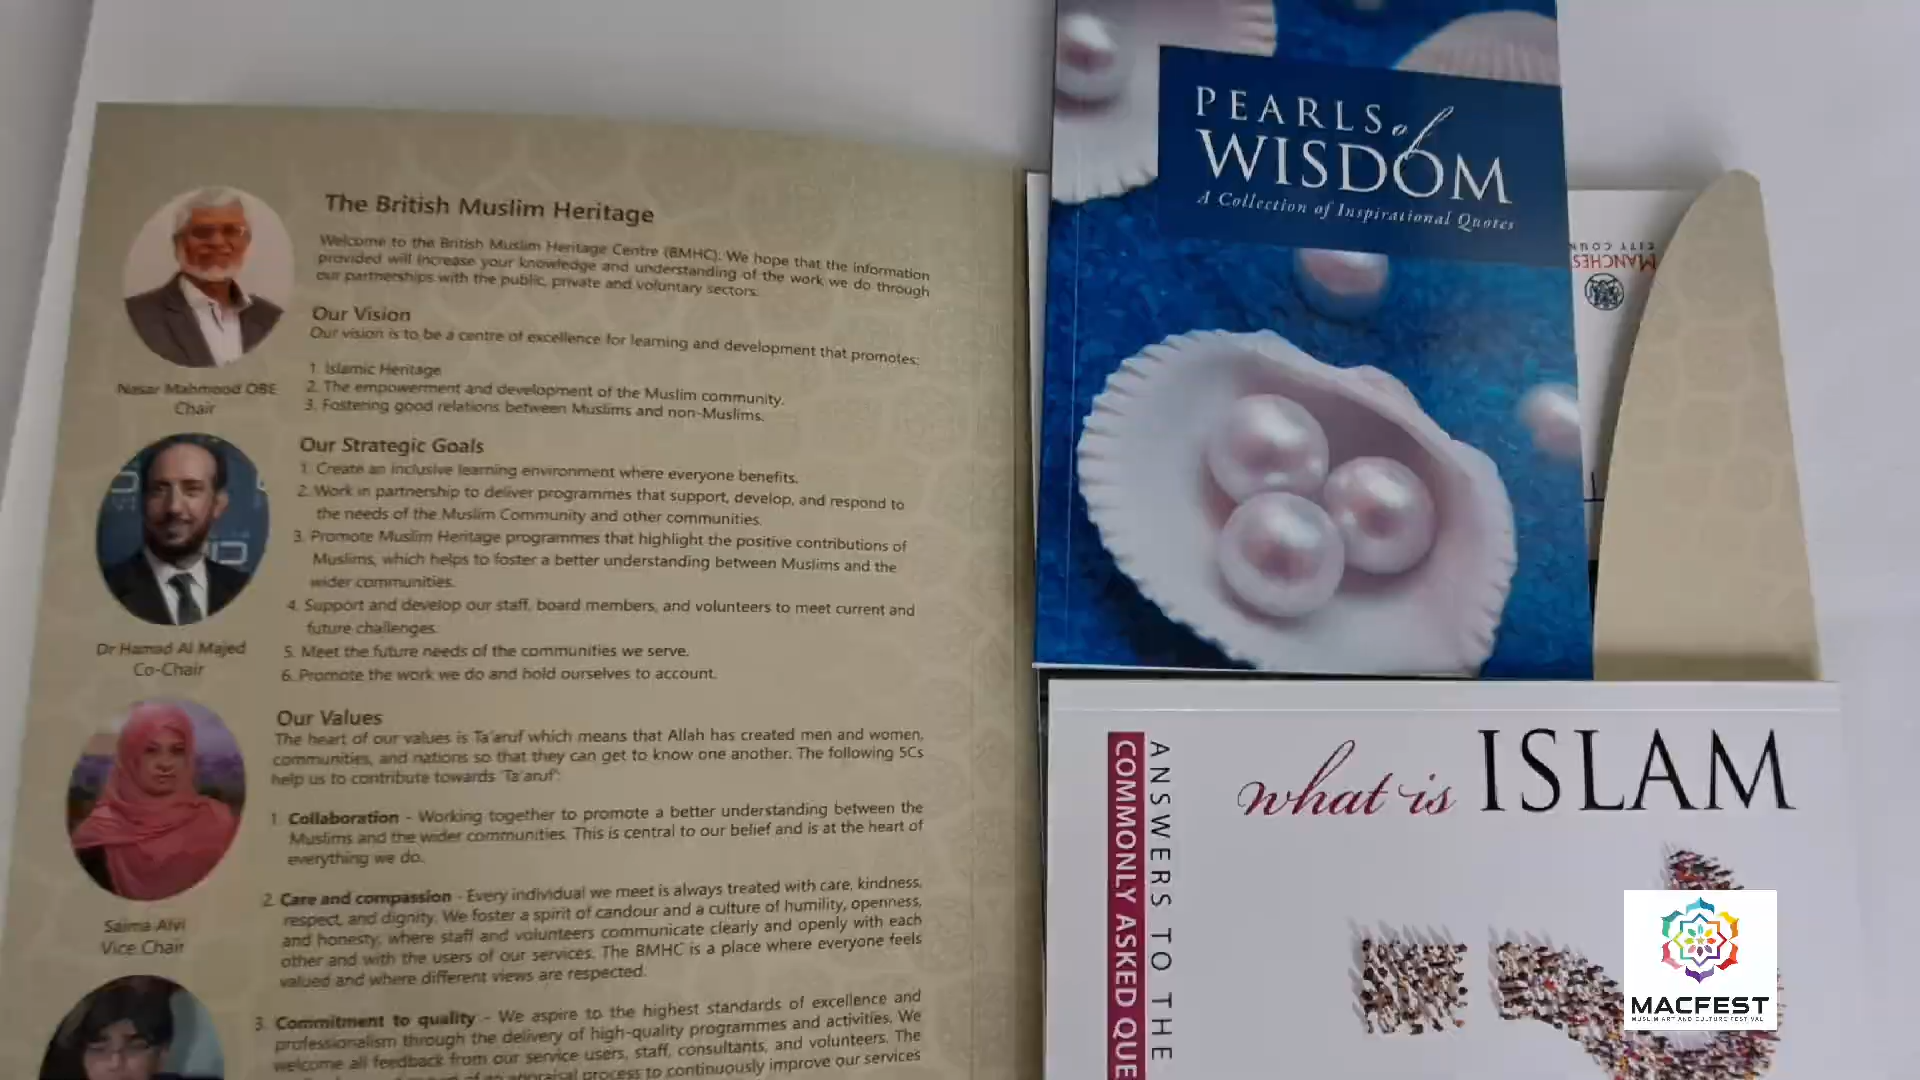 The British Muslim Heritage
Welcome to the British Muslim Heritage Centre (BMHC). We hope that the information
provided will increase your knowledge and understanding of the work we do through
our partnerships with the public, private and voluntary sectors.
Our Vision
Our vision is to be a centre of excellence for learning and development that promotes:
1. Islamic Heritage
2. The empowerment and development of the Muslim community.
3. Fostering good relations between Muslims and non-Muslims.
Nasar Mahmood OBE
Chair
Our Strategic Goals
1. Create an inclusive learning environment where everyone benefits.
2. Work in partnership to deliver programmes that support, develop, and respond to
the needs of the Muslim Community and other communities.
3. Promote Muslim Heritage programmes that highlight the positive contributions of
Muslims, which helps to foster a better understanding between Muslims and the
wider communities.
4. Support and develop our staff, board members, and volunteers to meet current and
future challenges.
5. Meet the future needs of the communities we serve.
6. Promote the work we do and hold ourselves to account.
Dr Hamad Al Majed
Co-Chair
Our Values
The heart of our values is Ta'aruf which means that Allah has created men and women,
communities, and nations so that they can get to know one another. The following 5Cs
help us to contribute towards 'Ta'aruf':
1. Collaboration - Working together to promote a better understanding between the
Muslims and the wider communities. This is central to our belief and is at the heart of
everything we do.
2. Care and compassion - Every individual we meet is always treated with care, kindness,
respect, and dignity. We foster a spirit of candour and a culture of humility, openness,
and honesty, where staff and volunteers communicate clearly and openly with each
other and with the users of our services. The BMHC is a place where everyone feels
valued and where different views are respected.
Saima Alvi
Vice Chair
3. Commitment to quality - We aspire to the highest standards of excellence and
professionalism through the delivery of high-quality programmes and activities. We
welcome all feedback from our service users, staff, consultants, and volunteers. The
appraisal process to continuously improve our services
PEARLS of
WISDOM
A Collection of Inspirational Quotes
MANCHES
CITY COUN
what is ISLAM
ANSWERS TO THE
COMMONLY ASKED QUE
MACFEST
MUSLIM ART AND CULTURE FESTIVAL